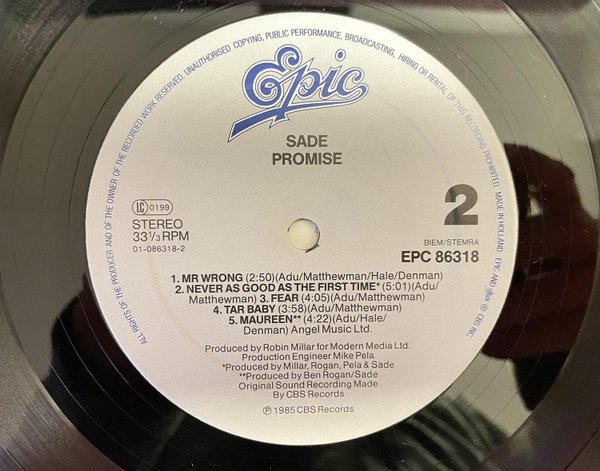 ALL RIGHTS OF THE PRODUCER AND OF THE OWNER OF THE RECORDED WORK RESERVED. UNAUTHORISED COPYING, PUBLIC PERFORMANCE, BROADCASTING, HIRING OR RENTAL OF THIS RECORDING PROHIBITED. MADE IN HOLLAND. EPIC AND ARE CBS INC.
Epic
SADE
PROMISE
LC 0199
STEREO
33⅓ RPM
01-086318-2
2
BIEM/STEMRA
EPC 86318
1. MR WRONG (2:50)(Adu/Matthewman/Hale/Denman)
2. NEVER AS GOOD AS THE FIRST TIME* (5:01)(Adu/
Matthewman) 3. FEAR (4:05)(Adu/Matthewman)
4. TAR BABY (3:58)(Adu/Matthewman)
5. MAUREEN** (4:22)(Adu/Hale/
Denman) Angel Music Ltd.
Produced by Robin Millar for Modern Media Ltd.
Production Engineer Mike Pela
*Produced by Millar, Rogan, Pela & Sade
**Produced by Ben Rogan/Sade
Original Sound Recording Made
By CBS Records
Ⓟ 1985 CBS Records